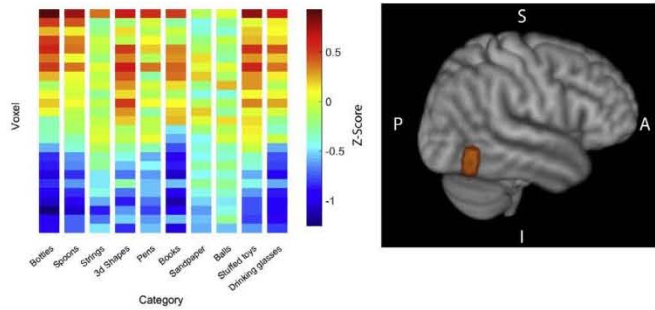 Voxel
0.5
0
-0.5
-1
Z-Score
Bottles
Spoons
Strings
3d Shapes
Pens
Books
Sandpaper
Balls
Stuffed toys
Drinking glasses
Category
S
P
A
I